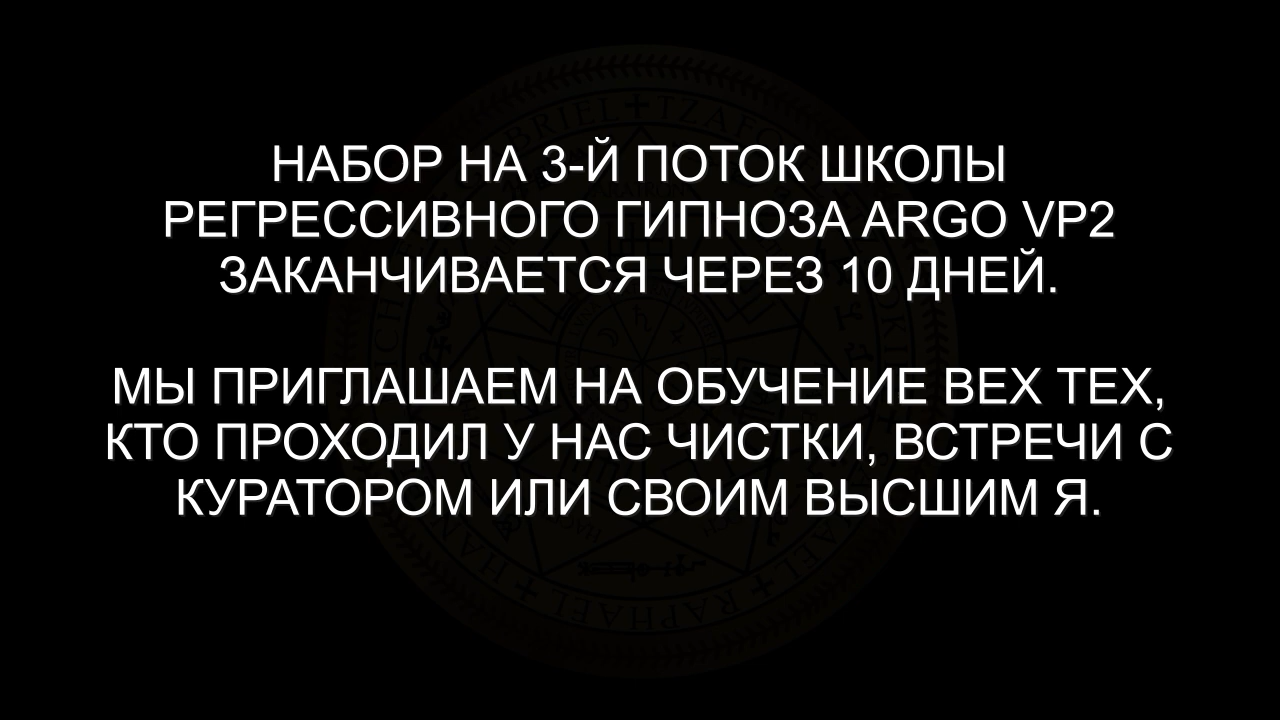 НАБОР НА 3-Й ПОТОК ШКОЛЫ
РЕГРЕССИВНОГО ГИПНОЗА ARGO VP2
ЗАКАНЧИВАЕТСЯ ЧЕРЕЗ 10 ДНЕЙ.
МЫ ПРИГЛАШАЕМ НА ОБУЧЕНИЕ ВЕХ ТЕХ,
КТО ПРОХОДИЛ У НАС ЧИСТКИ, ВСТРЕЧИ С
КУРАТОРОМ ИЛИ СВОИМ ВЫСШИМ Я.
RAPHAEL